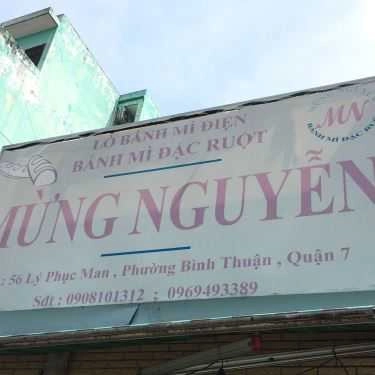 LÒ BÁNH MÌ ĐIỆN
BÁNH MÌ ĐẶC RUỘT
MN
BÁNH MÌ ĐẶC
MỪNG NGUYỄN
: 56 Lý Phục Man , Phường Bình Thuận , Quận 7
Sđt : 0908101312 : 0969493389